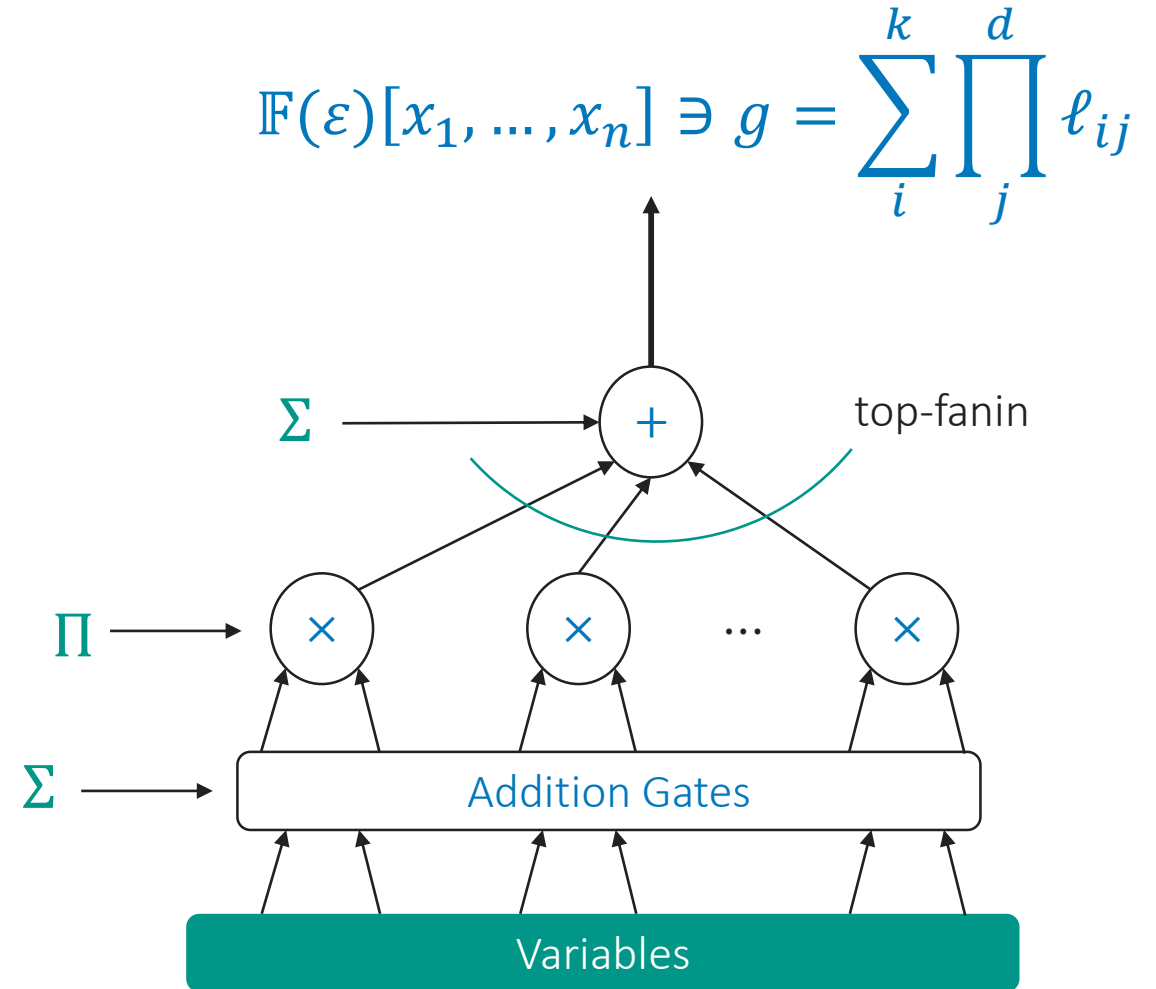 𝔽(ε)[x₁, …, xₙ] ∋ g = ∑ᵢᵏ ∏ⱼᵈ ℓᵢⱼ
Σ
+
top-fanin
Π
×
×
...
×
Σ
Addition Gates
Variables